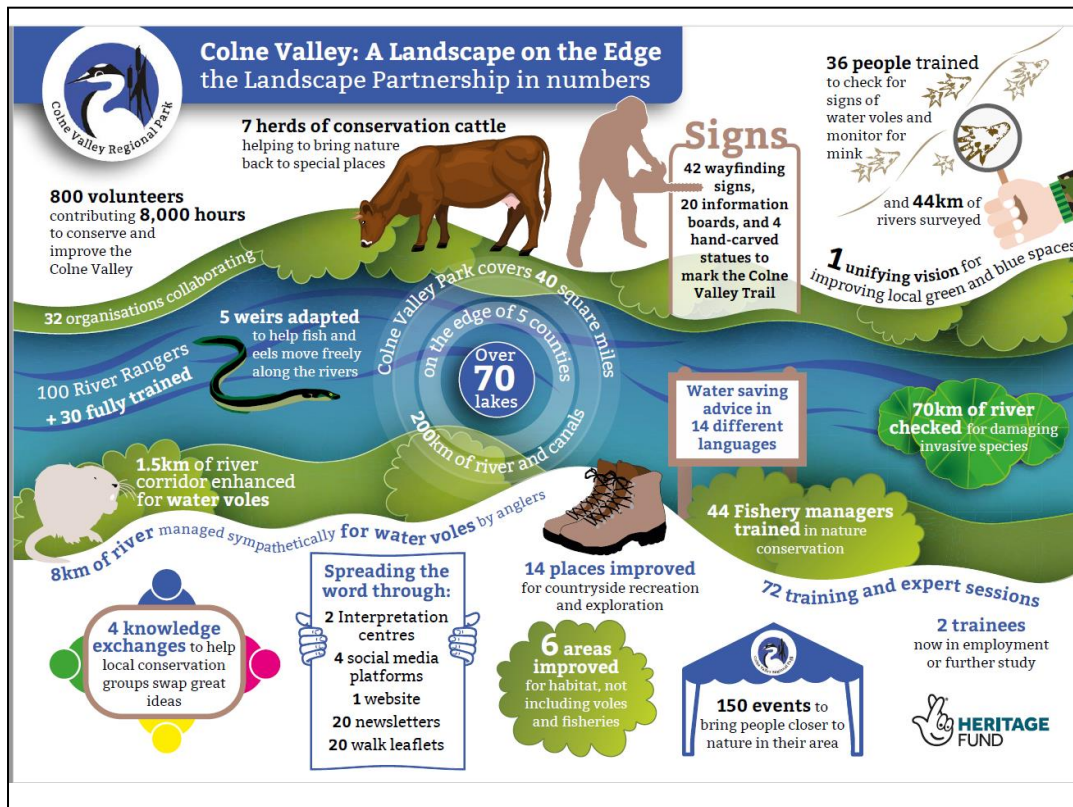 Colne Valley Regional Park
Colne Valley: A Landscape on the Edge
the Landscape Partnership in numbers
7 herds of conservation cattle
helping to bring nature
back to special places
800 volunteers
contributing 8,000 hours
to conserve and
improve the
Colne Valley
Signs
42 wayfinding
signs,
20 information
boards, and 4
hand-carved
statues to
mark the Colne
Valley Trail
36 people trained
to check for
signs of
water voles and
monitor for
mink
and 44km of
rivers surveyed
1 unifying vision for
improving local green and blue spaces
32 organisations collaborating
5 weirs adapted
to help fish and
eels move freely
along the rivers
100 River Rangers
+ 30 fully trained
Colne Valley Park covers 40 square miles
on the edge of 5 counties
Over
70
lakes
200km of river and canals
Water saving
advice in
14 different
languages
70km of river
checked for damaging
invasive species
1.5km of river
corridor enhanced
for water voles
8km of river managed sympathetically for water voles by anglers
44 Fishery managers
trained in nature
conservation
14 places improved
for countryside recreation
and exploration
72 training and expert sessions
4 knowledge
exchanges to help
local conservation
groups swap great
ideas
Spreading the
word through:
2 Interpretation
centres
4 social media
platforms
1 website
20 newsletters
20 walk leaflets
6 areas
improved
for habitat, not
including voles
and fisheries
Colne Valley Regional Park
150 events to
bring people closer to
nature in their area
2 trainees
now in employment
or further study
HERITAGE
FUND